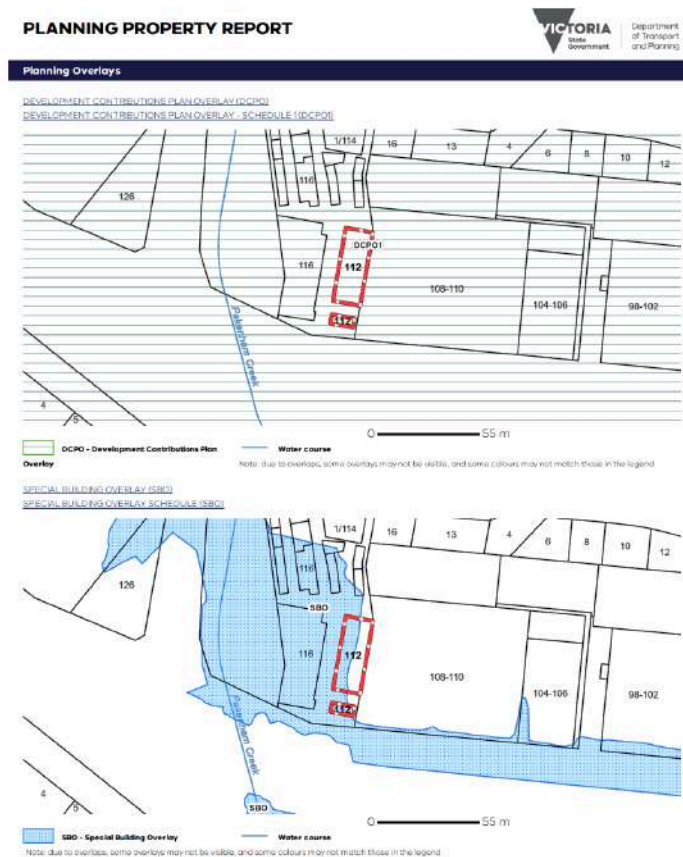 PLANNING PROPERTY REPORT
VICTORIA
State
Government
Department
of Transport
and Planning
Planning Overlays
DEVELOPMENT CONTRIBUTIONS PLAN OVERLAY (DCPO)
DEVELOPMENT CONTRIBUTIONS PLAN OVERLAY - SCHEDULE 1 (DCPO1)
1/114
16
13
4
6
8
10
12
126
116
116
DCPO1
112
108-110
104-106
98-102
112
Pakenham Creek
4
5
0 55 m
DCPO - Development Contributions Plan
Overlay
Water course
Note: due to overlaps, some overlays may not be visible, and some colours may not match those in the legend
SPECIAL BUILDING OVERLAY (SBO)
SPECIAL BUILDING OVERLAY SCHEDULE (SBO)
1/114
16
13
4
6
8
10
12
126
116
SBO
116
112
108-110
104-106
98-102
112
Pakenham Creek
4
5
SBO
0 55 m
SBO - Special Building Overlay
Water course
Note: due to overlaps, some overlays may not be visible, and some colours may not match those in the legend